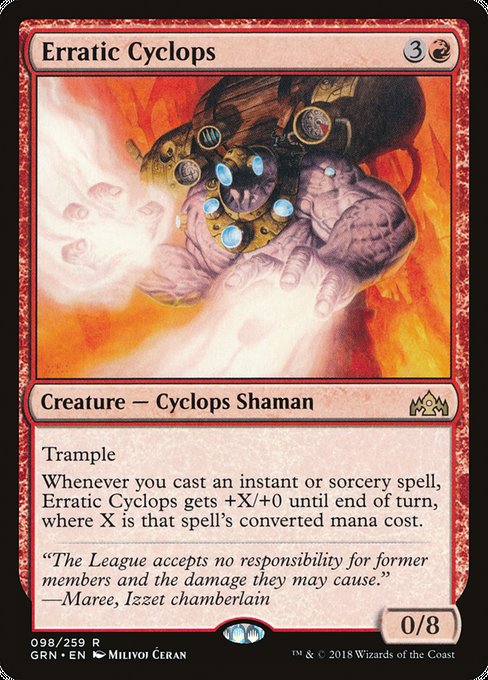 Erratic Cyclops 3
Creature — Cyclops Shaman
Trample
Whenever you cast an instant or sorcery spell,
Erratic Cyclops gets +X/+0 until end of turn,
where X is that spell's converted mana cost.
“The League accepts no responsibility for former
members and the damage they may cause.”
—Maree, Izzet chamberlain
0/8
098/259 R
GRN • EN Milivoj Ćeran
™ & © 2018 Wizards of the Coast